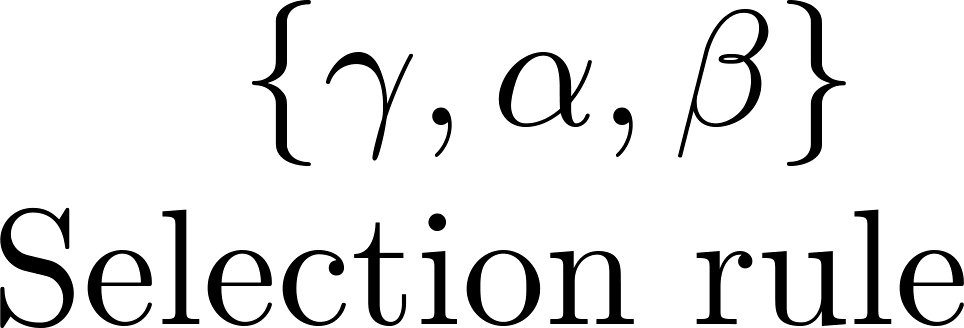 {γ, α, β}
Selection rule